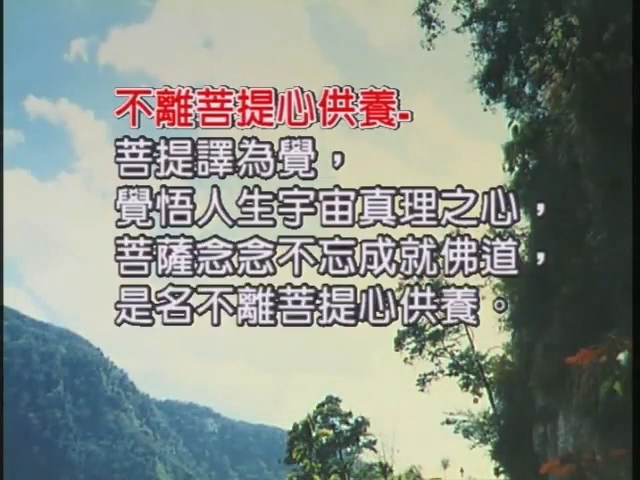 不離菩提心供養-
菩提譯為覺，
覺悟人生宇宙真理之心，
菩薩念念不忘成就佛道，
是名不離菩提心供養。